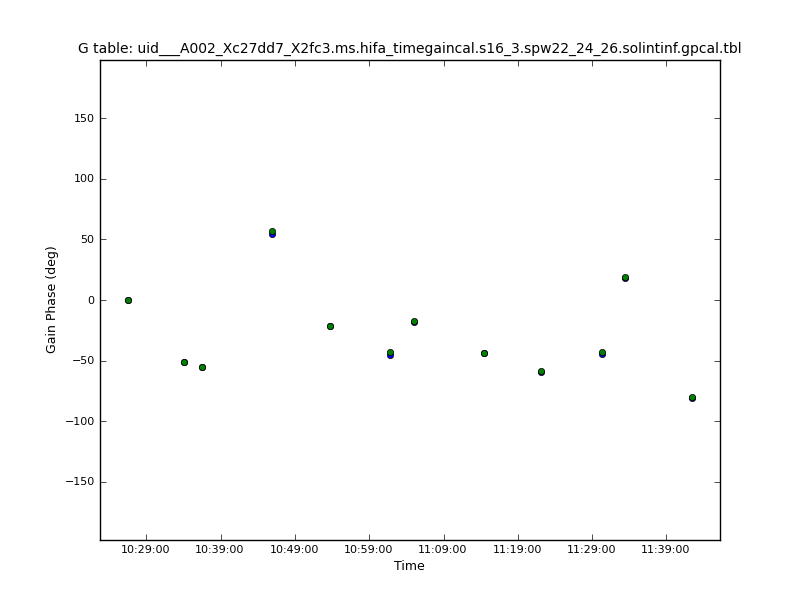 G table: uid___A002_Xc27dd7_X2fc3.ms.hifa_timegaincal.s16_3.spw22_24_26.solintinf.gpcal.tbl
150
100
50
0
−50
−100
−150
Gain Phase (deg)
10:29:00 10:39:00 10:49:00 10:59:00 11:09:00 11:19:00 11:29:00 11:39:00
Time